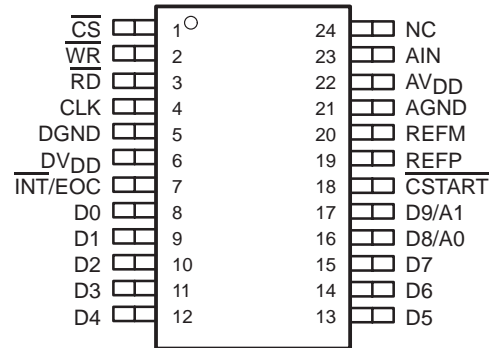 CS 1 24 NC
WR 2 23 AIN
RD 3 22 AVDD
CLK 4 21 AGND
DGND 5 20 REFM
DVDD 6 19 REFP
INT/EOC 7 18 CSTART
D0 8 17 D9/A1
D1 9 16 D8/A0
D2 10 15 D7
D3 11 14 D6
D4 12 13 D5